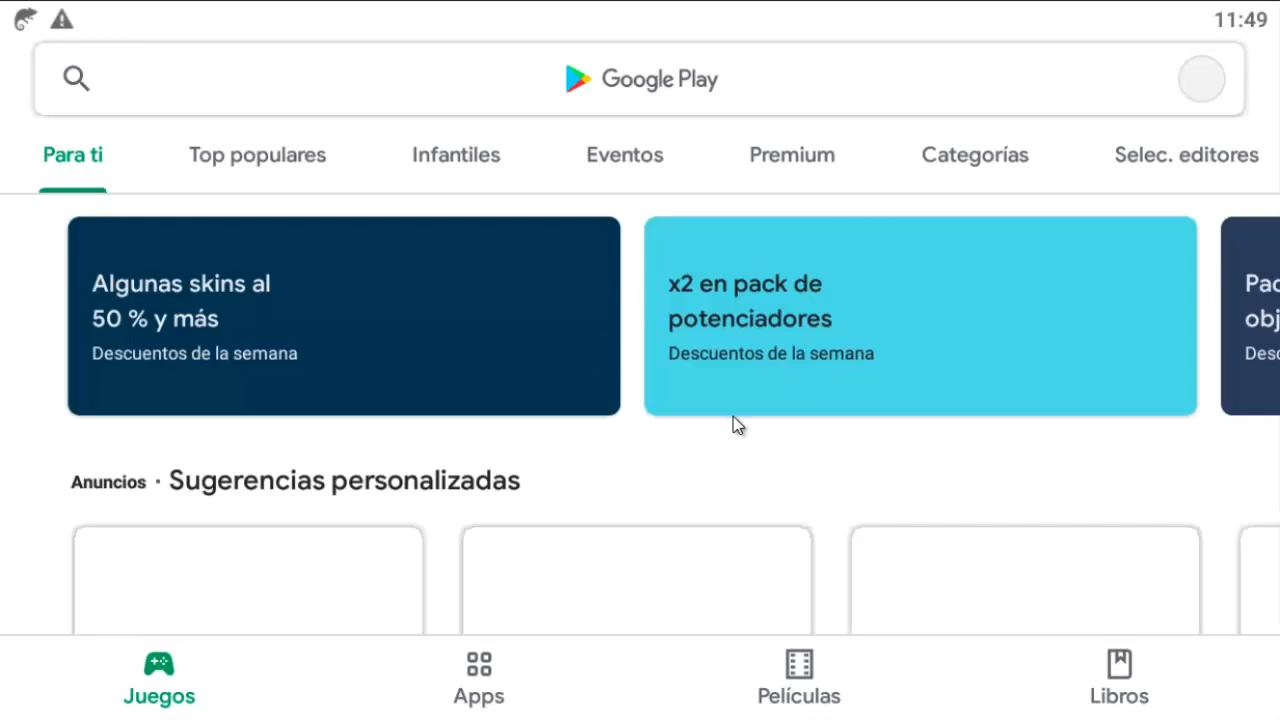 11:49
Google Play
Para ti
Top populares
Infantiles
Eventos
Premium
Categorías
Selec. editores
Algunas skins al
50 % y más
Descuentos de la semana
x2 en pack de
potenciadores
Descuentos de la semana
Anuncios · Sugerencias personalizadas
Juegos
Apps
Películas
Libros